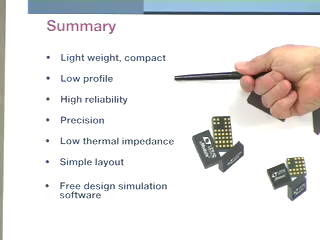 Summary
• Light weight, compact
• Low profile
• High reliability
• Precision
• Low thermal impedance
• Simple layout
• Free design simulation
software